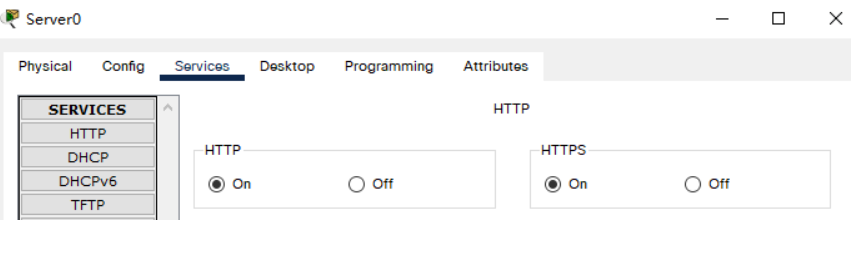 Server0
Physical Config Services Desktop Programming Attributes
SERVICES
HTTP
DHCP
DHCPv6
TFTP
HTTP
HTTP
On Off
HTTPS
On Off